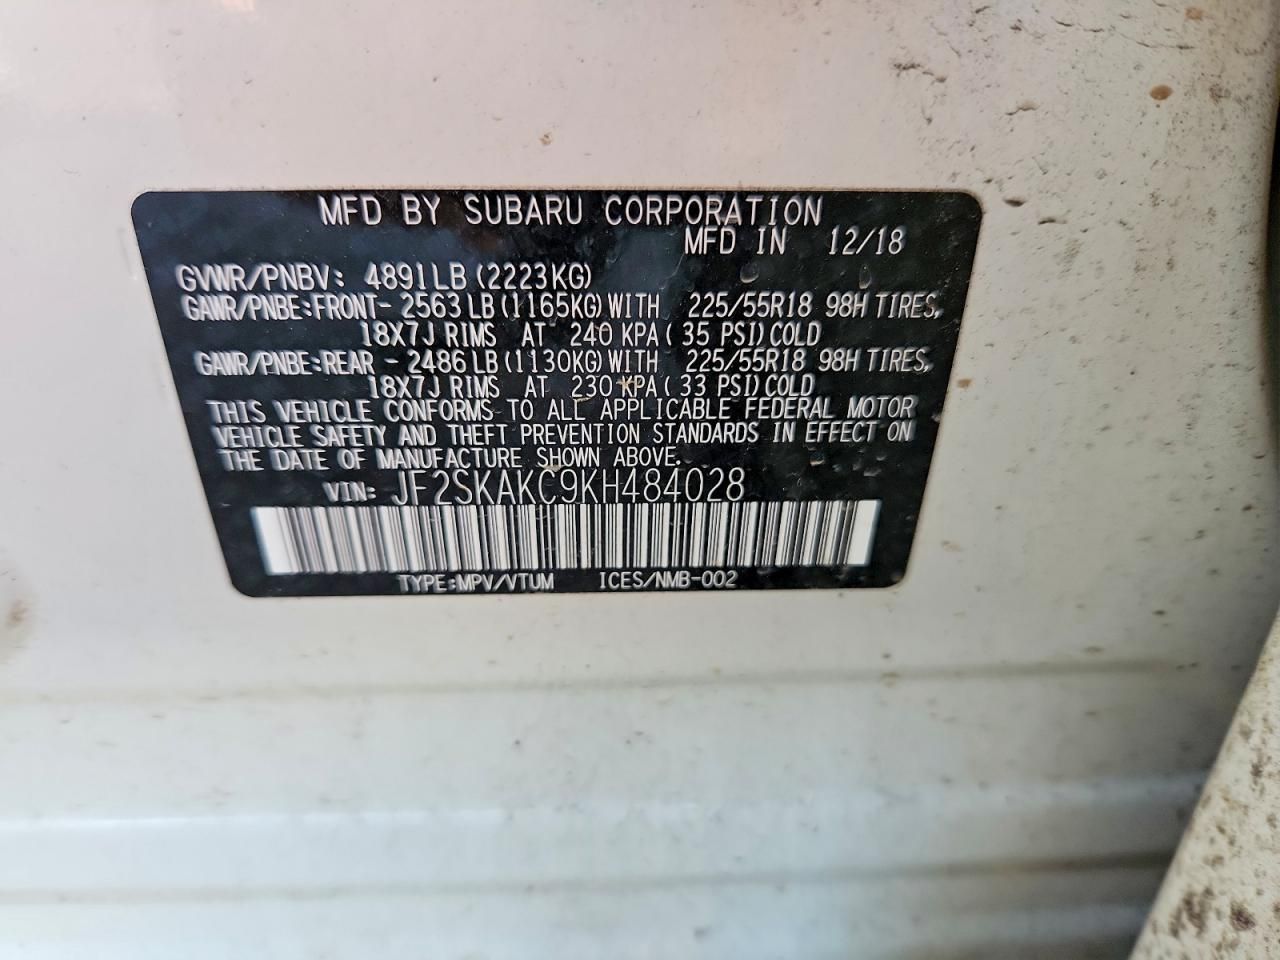 MFD BY SUBARU CORPORATION
MFD IN 12/18
GVWR/PNBV: 4891LB (2223KG)
GAWR/PNBE:FRONT- 2563LB (1165KG) WITH 225/55R18 98H TIRES,
18X7J RIMS AT 240 KPA ( 35 PSI) COLD
GAWR/PNBE:REAR - 2486LB (1130KG) WITH 225/55R18 98H TIRES,
18X7J RIMS AT 230 KPA ( 33 PSI) COLD
THIS VEHICLE CONFORMS TO ALL APPLICABLE FEDERAL MOTOR
VEHICLE SAFETY AND THEFT PREVENTION STANDARDS IN EFFECT ON
THE DATE OF MANUFACTURE SHOWN ABOVE.
VIN: JF2SKAKC9KH484028
TYPE:MPV/VTUM ICES/NMB-002